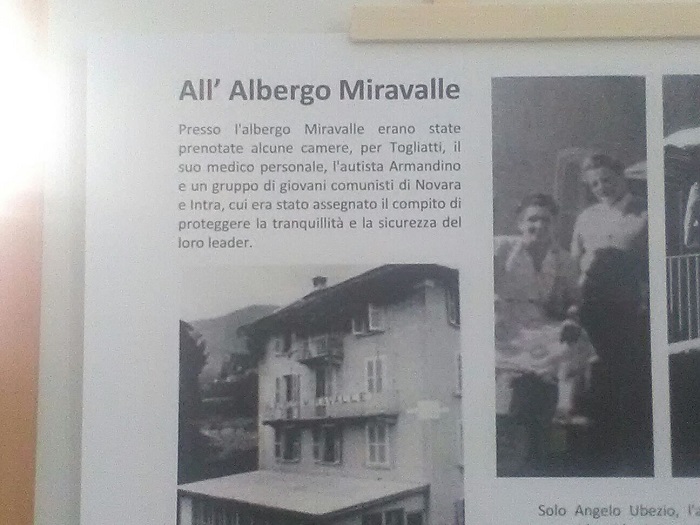 All' Albergo Miravalle
Presso l'albergo Miravalle erano state
prenotate alcune camere, per Togliatti, il
suo medico personale, l'autista Armandino
e un gruppo di giovani comunisti di Novara
e Intra, cui era stato assegnato il compito di
proteggere la tranquillità e la sicurezza del
loro leader.
Solo Angelo Ubezio,